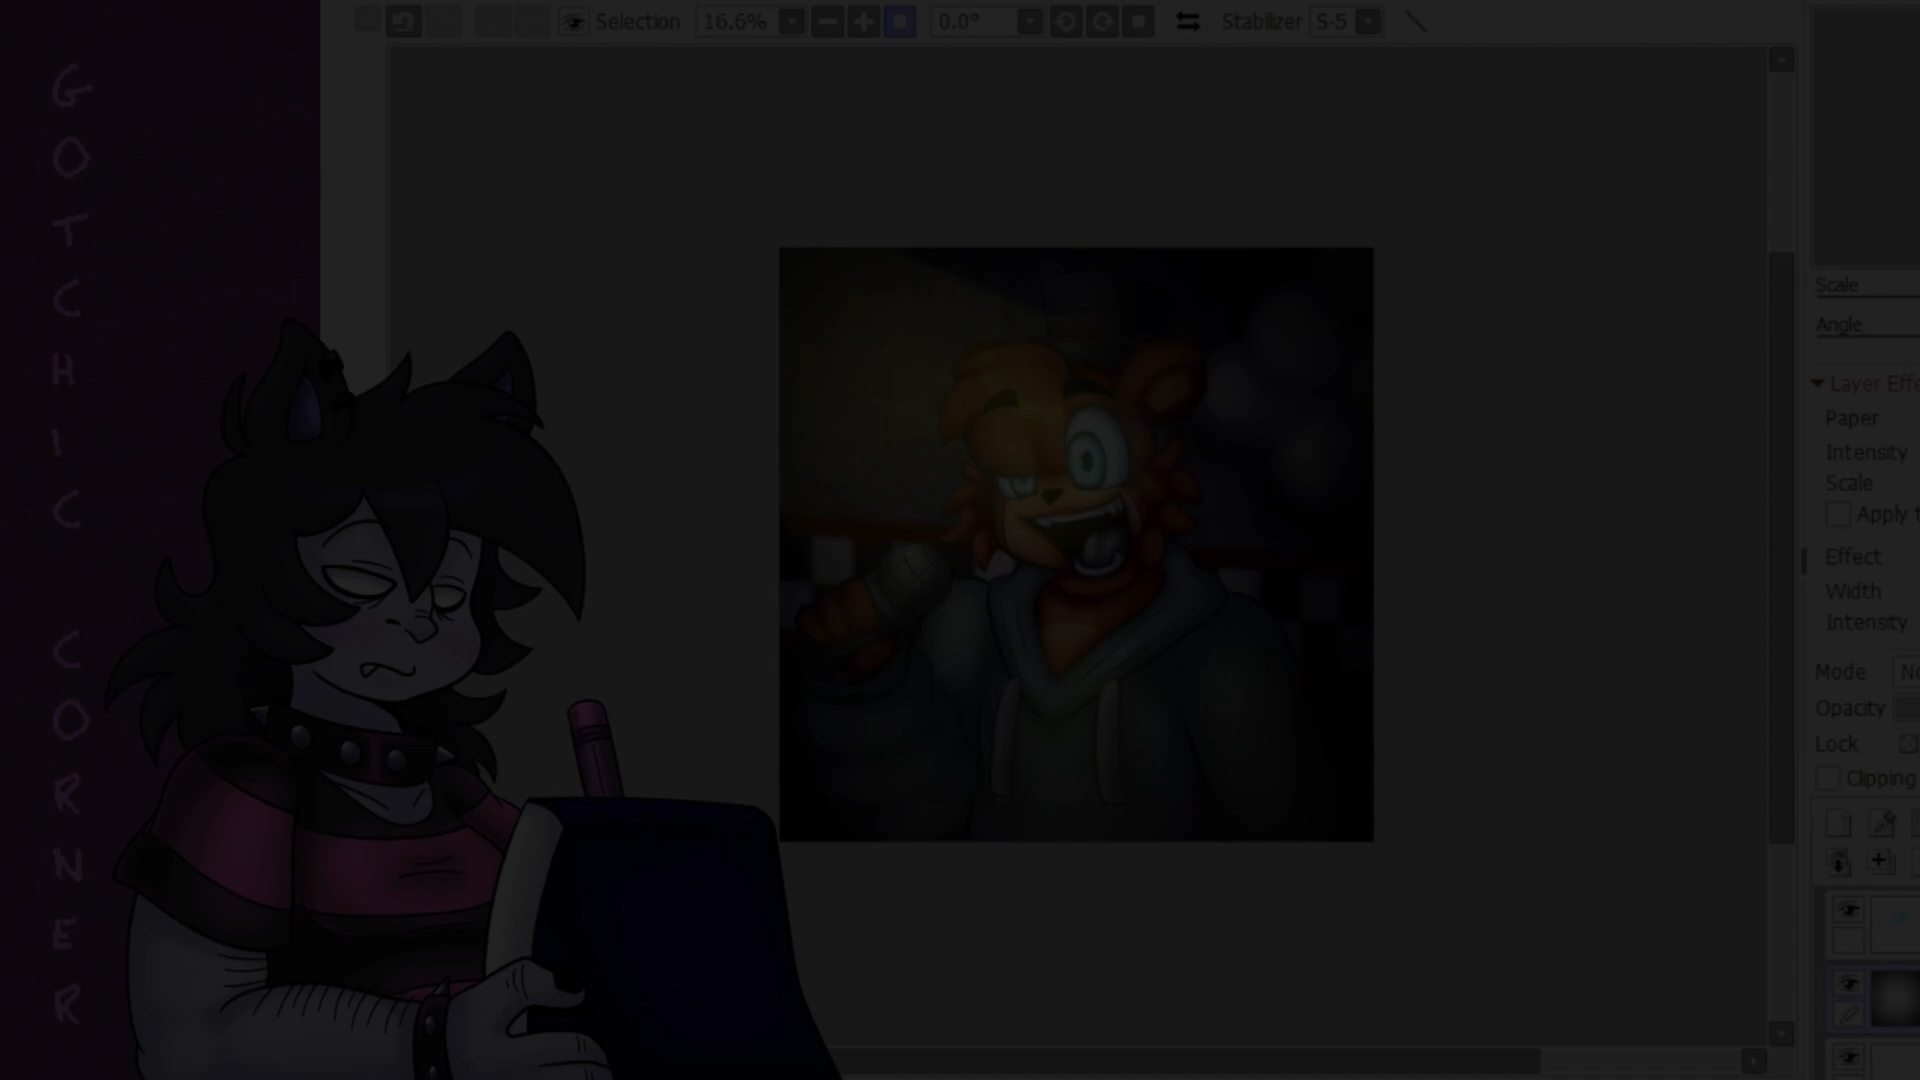 GOTCHIC CORNER
Selection
16.6%
0.0°
Stabilizer
S-5
Scale
Angle
Layer Effe
Paper
Intensity
Scale
Apply t
Effect
Width
Intensity
Mode
No
Opacity
Lock
Clipping